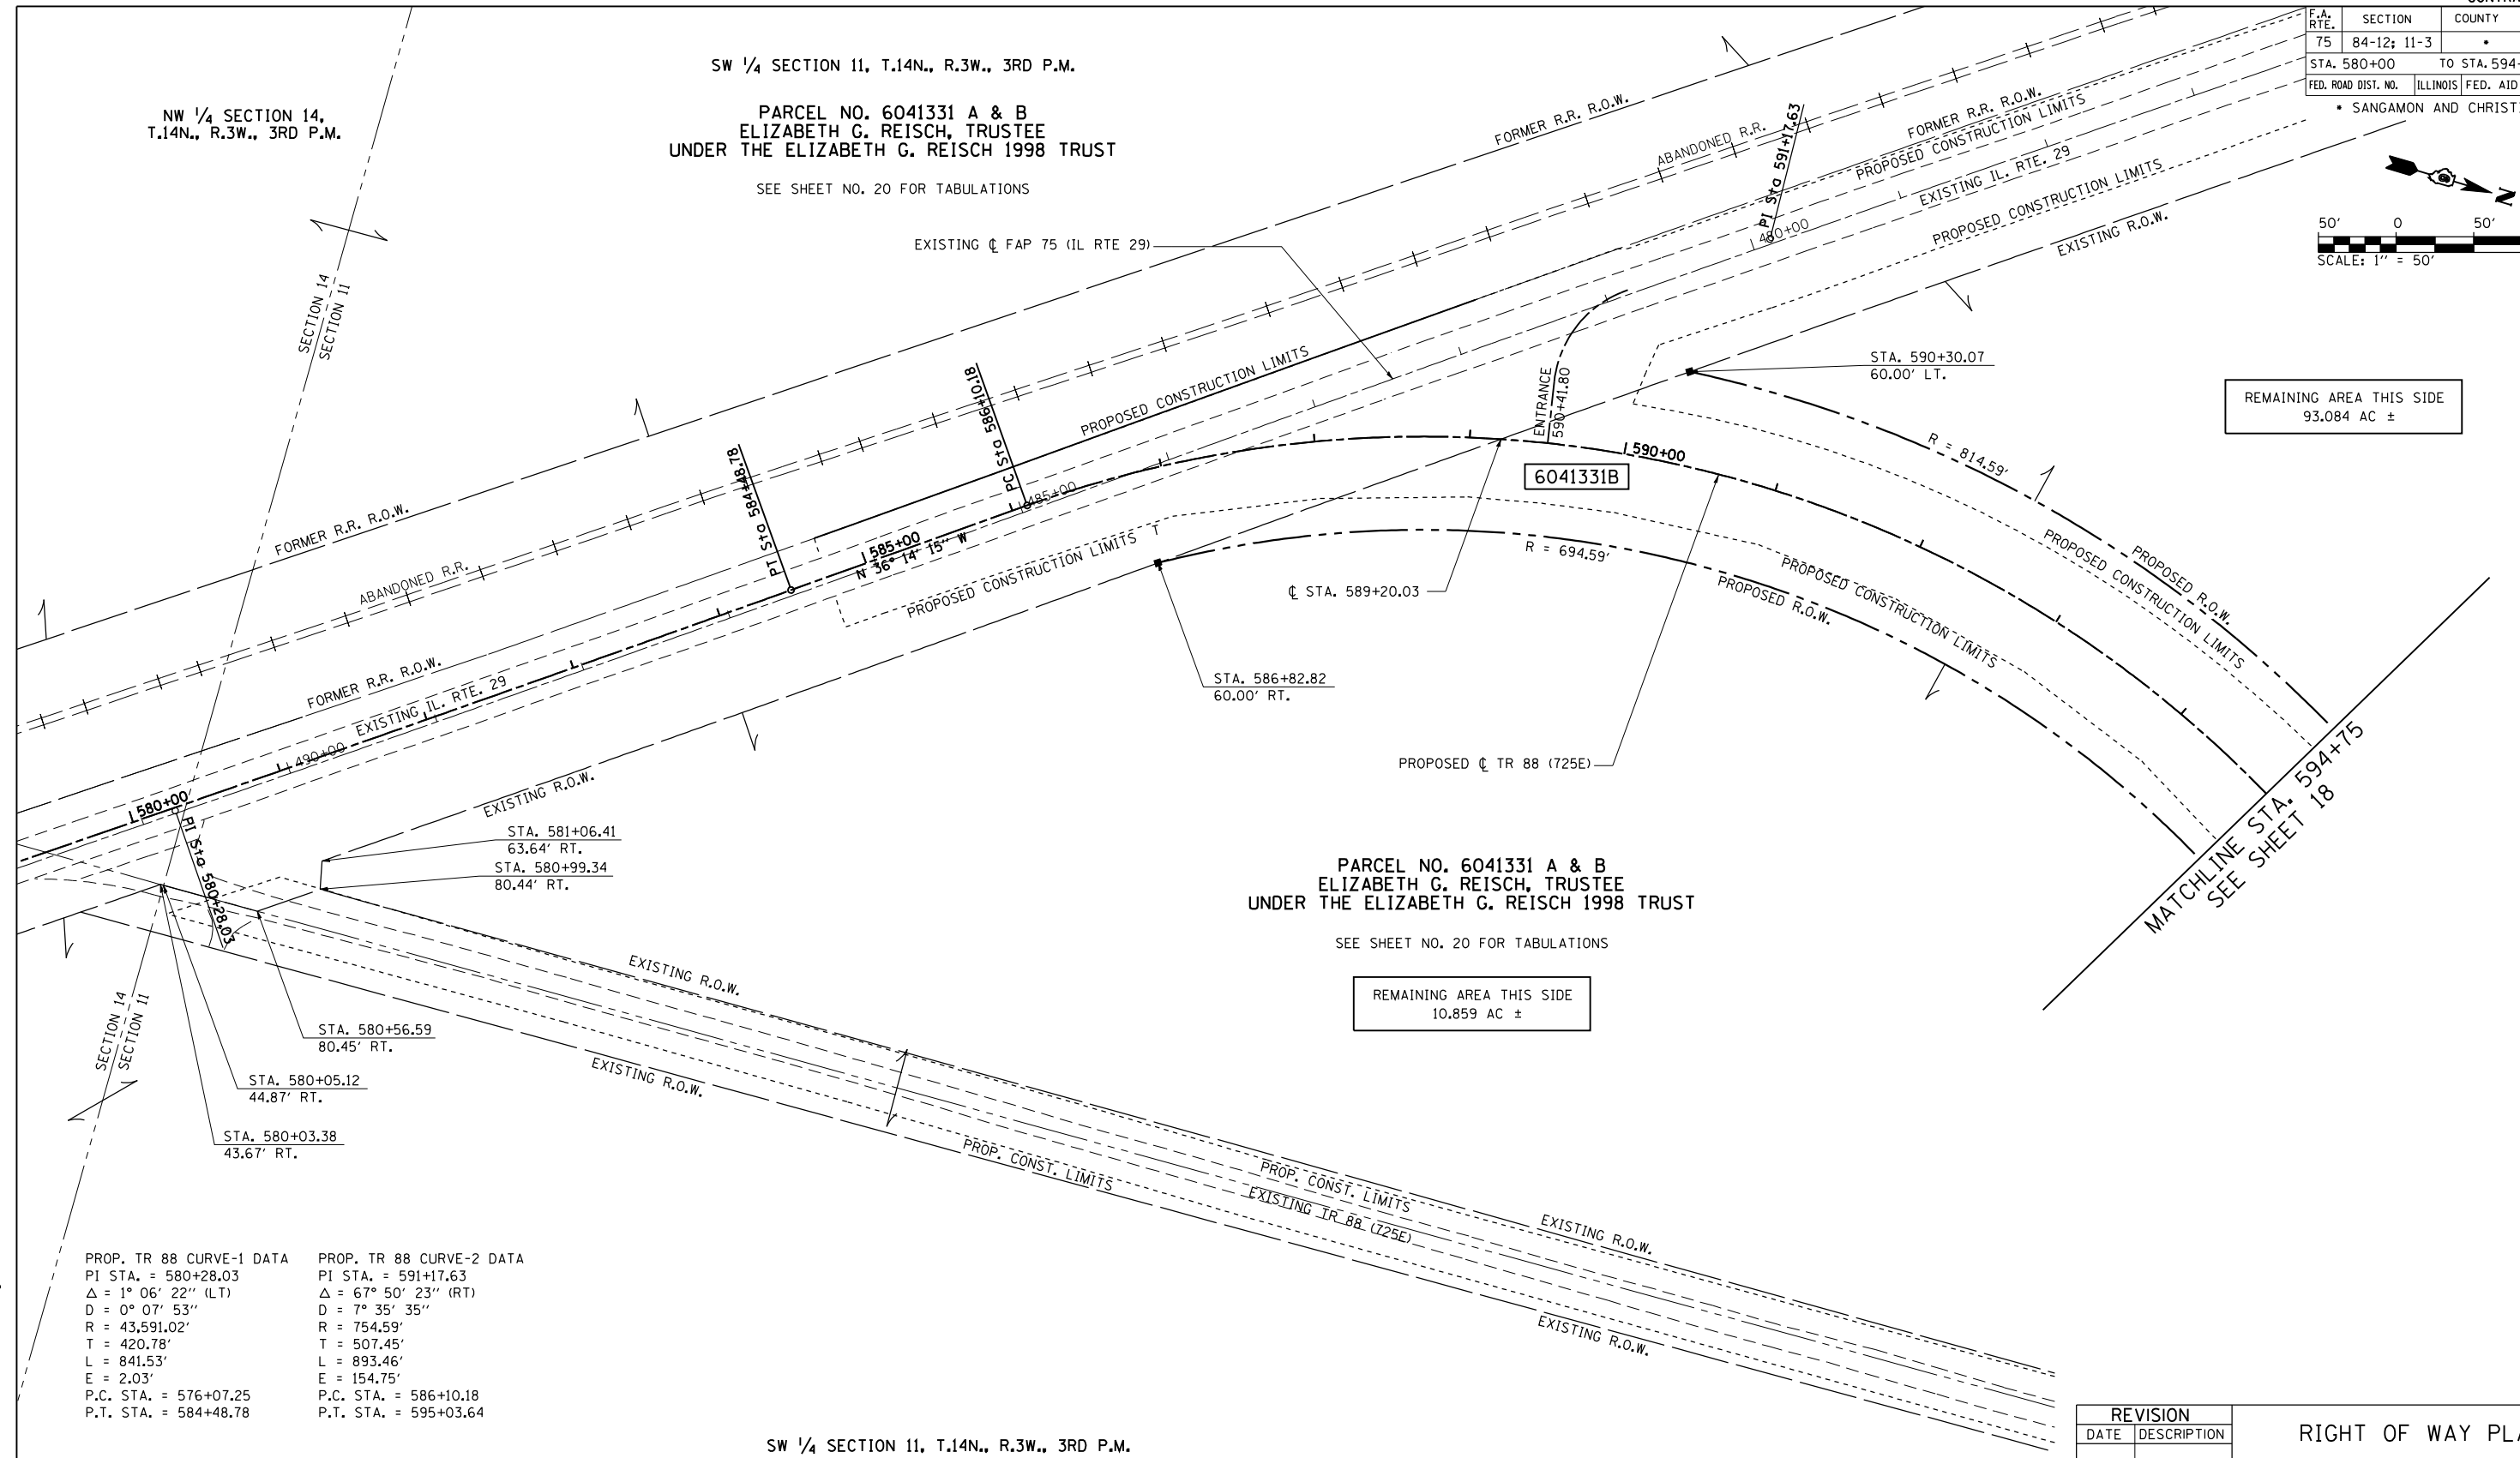 F.A. RTE.
SECTION
COUNTY
75
84-12; 11-3
*
STA. 580+00 TO STA. 594+
FED. ROAD DIST. NO.
ILLINOIS
FED. AID
* SANGAMON AND CHRISTI
50' 0 50'
SCALE: 1'' = 50'
N
SW 1/4 SECTION 11, T.14N., R.3W., 3RD P.M.
NW 1/4 SECTION 14,
T.14N., R.3W., 3RD P.M.
PARCEL NO. 6041331 A & B
ELIZABETH G. REISCH, TRUSTEE
UNDER THE ELIZABETH G. REISCH 1998 TRUST
SEE SHEET NO. 20 FOR TABULATIONS
EXISTING ℄ FAP 75 (IL RTE 29)
FORMER R.R. R.O.W.
ABANDONED R.R.
PI Sta 591+17.63
FORMER R.R. R.O.W.
PROPOSED CONSTRUCTION LIMITS
EXISTING IL. RTE. 29
480+00
PROPOSED CONSTRUCTION LIMITS
EXISTING R.O.W.
SECTION 14
SECTION 11
STA. 590+30.07
60.00' LT.
REMAINING AREA THIS SIDE
93.084 AC ±
PROPOSED CONSTRUCTION LIMITS
PC Sta 586+10.18
ENTRANCE
590+41.80
R = 814.59'
590+00
6041331B
PT Sta 584+48.78
485+00
FORMER R.R. R.O.W.
585+00
N 36° 14' 15'' W
PROPOSED CONSTRUCTION LIMITS
R = 694.59'
PROPOSED CONSTRUCTION LIMITS
PROPOSED R.O.W.
PROPOSED R.O.W.
PROPOSED CONSTRUCTION LIMITS
ABANDONED R.R.
℄ STA. 589+20.03
STA. 586+82.82
60.00' RT.
FORMER R.R. R.O.W.
EXISTING IL. RTE. 29
490+00
EXISTING R.O.W.
PROPOSED ℄ TR 88 (725E)
580+00
PI Sta 580+28.03
STA. 581+06.41
63.64' RT.
STA. 580+99.34
80.44' RT.
MATCHLINE STA. 594+75
SEE SHEET 18
PARCEL NO. 6041331 A & B
ELIZABETH G. REISCH, TRUSTEE
UNDER THE ELIZABETH G. REISCH 1998 TRUST
SEE SHEET NO. 20 FOR TABULATIONS
REMAINING AREA THIS SIDE
10.859 AC ±
SECTION 14
SECTION 11
STA. 580+56.59
80.45' RT.
STA. 580+05.12
44.87' RT.
STA. 580+03.38
43.67' RT.
EXISTING R.O.W.
EXISTING R.O.W.
PROP. CONST. LIMITS
PROP. CONST. LIMITS
EXISTING TR 88 (725E)
EXISTING R.O.W.
EXISTING R.O.W.
PROP. TR 88 CURVE-1 DATA
PI STA. = 580+28.03
Δ = 1° 06' 22'' (LT)
D = 0° 07' 53''
R = 43,591.02'
T = 420.78'
L = 841.53'
E = 2.03'
P.C. STA. = 576+07.25
P.T. STA. = 584+48.78
PROP. TR 88 CURVE-2 DATA
PI STA. = 591+17.63
Δ = 67° 50' 23'' (RT)
D = 7° 35' 35''
R = 754.59'
T = 507.45'
L = 893.46'
E = 154.75'
P.C. STA. = 586+10.18
P.T. STA. = 595+03.64
SW 1/4 SECTION 11, T.14N., R.3W., 3RD P.M.
REVISION
DATE
DESCRIPTION
RIGHT OF WAY PLA